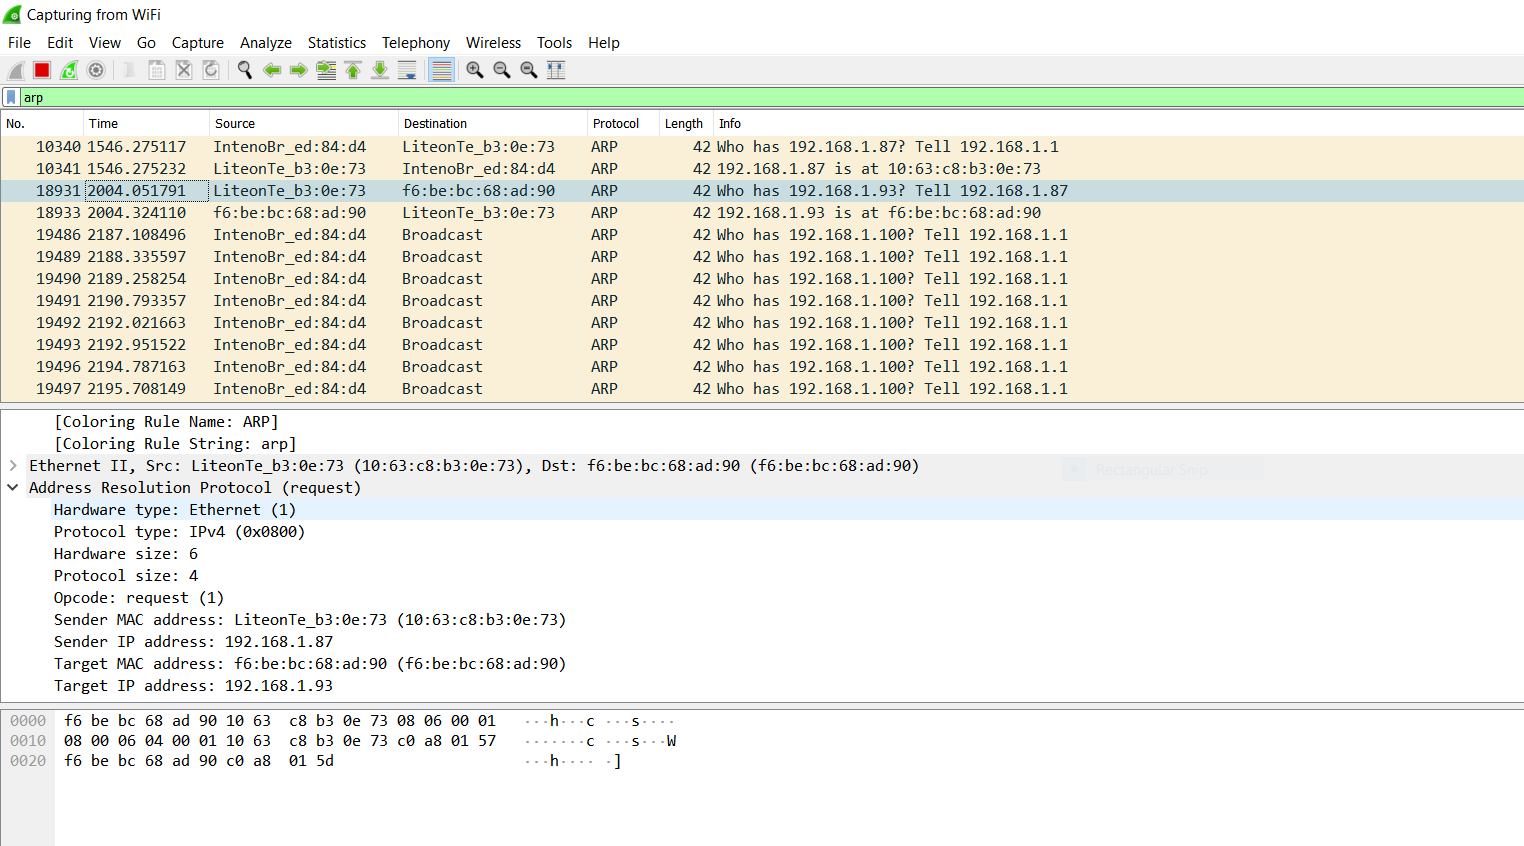 Capturing from WiFi
File Edit View Go Capture Analyze Statistics Telephony Wireless Tools Help
arp
No. Time Source Destination Protocol Length Info
10340 1546.275117 IntenoBr_ed:84:d4 LiteonTe_b3:0e:73 ARP 42 Who has 192.168.1.87? Tell 192.168.1.1
10341 1546.275232 LiteonTe_b3:0e:73 IntenoBr_ed:84:d4 ARP 42 192.168.1.87 is at 10:63:c8:b3:0e:73
18931 2004.051791 LiteonTe_b3:0e:73 f6:be:bc:68:ad:90 ARP 42 Who has 192.168.1.93? Tell 192.168.1.87
18933 2004.324110 f6:be:bc:68:ad:90 LiteonTe_b3:0e:73 ARP 42 192.168.1.93 is at f6:be:bc:68:ad:90
19486 2187.108496 IntenoBr_ed:84:d4 Broadcast ARP 42 Who has 192.168.1.100? Tell 192.168.1.1
19489 2188.335597 IntenoBr_ed:84:d4 Broadcast ARP 42 Who has 192.168.1.100? Tell 192.168.1.1
19490 2189.258254 IntenoBr_ed:84:d4 Broadcast ARP 42 Who has 192.168.1.100? Tell 192.168.1.1
19491 2190.793357 IntenoBr_ed:84:d4 Broadcast ARP 42 Who has 192.168.1.100? Tell 192.168.1.1
19492 2192.021663 IntenoBr_ed:84:d4 Broadcast ARP 42 Who has 192.168.1.100? Tell 192.168.1.1
19493 2192.951522 IntenoBr_ed:84:d4 Broadcast ARP 42 Who has 192.168.1.100? Tell 192.168.1.1
19496 2194.787163 IntenoBr_ed:84:d4 Broadcast ARP 42 Who has 192.168.1.100? Tell 192.168.1.1
19497 2195.708149 IntenoBr_ed:84:d4 Broadcast ARP 42 Who has 192.168.1.100? Tell 192.168.1.1
[Coloring Rule Name: ARP]
[Coloring Rule String: arp]
Ethernet II, Src: LiteonTe_b3:0e:73 (10:63:c8:b3:0e:73), Dst: f6:be:bc:68:ad:90 (f6:be:bc:68:ad:90)
Rectangular Snip
Address Resolution Protocol (request)
Hardware type: Ethernet (1)
Protocol type: IPv4 (0x0800)
Hardware size: 6
Protocol size: 4
Opcode: request (1)
Sender MAC address: LiteonTe_b3:0e:73 (10:63:c8:b3:0e:73)
Sender IP address: 192.168.1.87
Target MAC address: f6:be:bc:68:ad:90 (f6:be:bc:68:ad:90)
Target IP address: 192.168.1.93
0000 f6 be bc 68 ad 90 10 63 c8 b3 0e 73 08 06 00 01 ···h···c ···s····
0010 08 00 06 04 00 01 10 63 c8 b3 0e 73 c0 a8 01 57 ·······c ···s···W
0020 f6 be bc 68 ad 90 c0 a8 01 5d ···h···· ·]